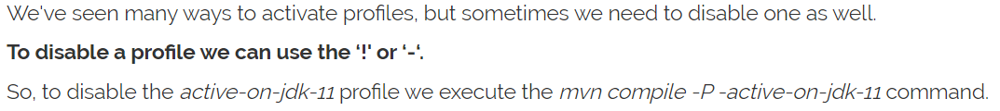 We've seen many ways to activate profiles, but sometimes we need to disable one as well.
To disable a profile we can use the ‘!' or ‘-‘.
So, to disable the active-on-jdk-11 profile we execute the mvn compile -P -active-on-jdk-11 command.